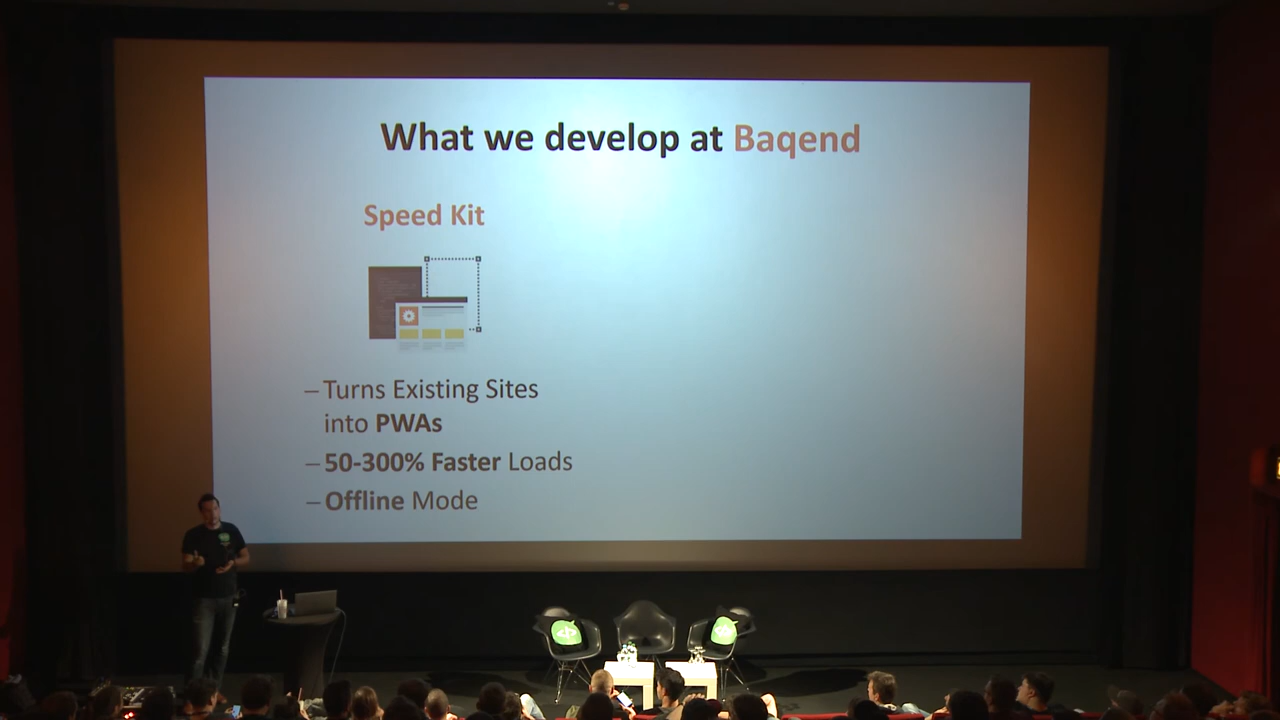 What we develop at Baqend
Speed Kit
– Turns Existing Sites
into PWAs
– 50-300% Faster Loads
– Offline Mode